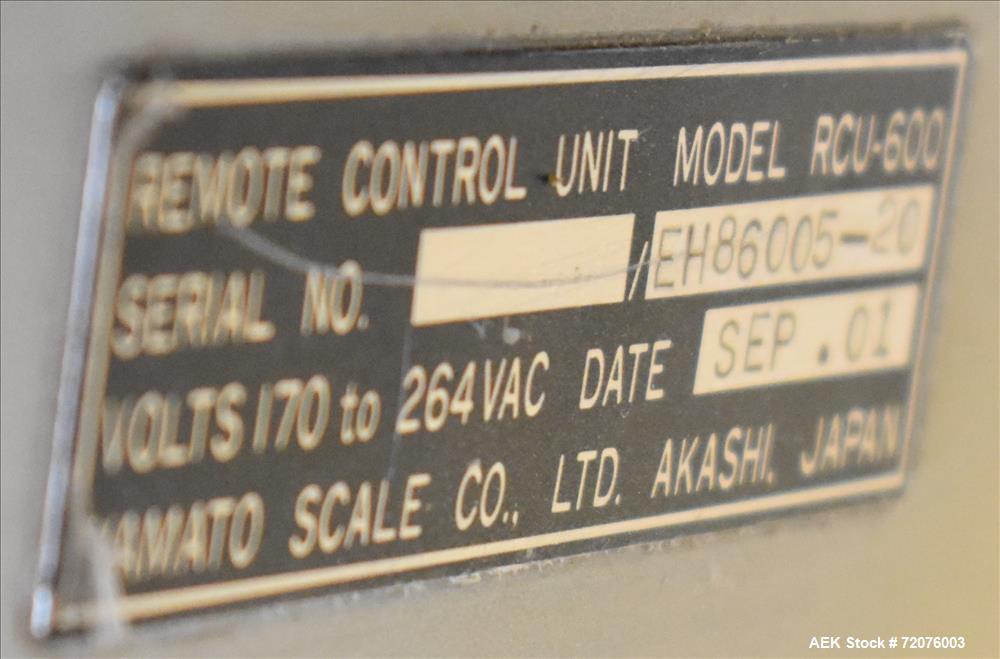 REMOTE CONTROL UNIT MODEL RCU-600
SERIAL NO. /EH86005-20
VOLTS 170 to 264VAC DATE SEP .01
YAMATO SCALE CO., LTD. AKASHI, JAPAN
AEK Stock # 72076003